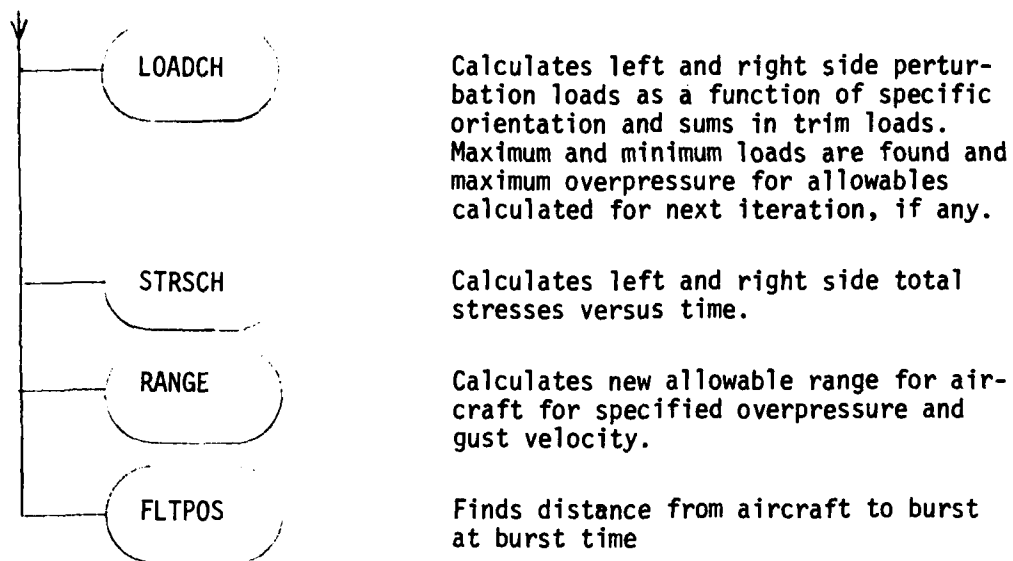 LOADCH
Calculates left and right side pertur-
bation loads as a function of specific
orientation and sums in trim loads.
Maximum and minimum loads are found and
maximum overpressure for allowables
calculated for next iteration, if any.
STRSCH
Calculates left and right side total
stresses versus time.
RANGE
Calculates new allowable range for air-
craft for specified overpressure and
gust velocity.
FLTPOS
Finds distance from aircraft to burst
at burst time